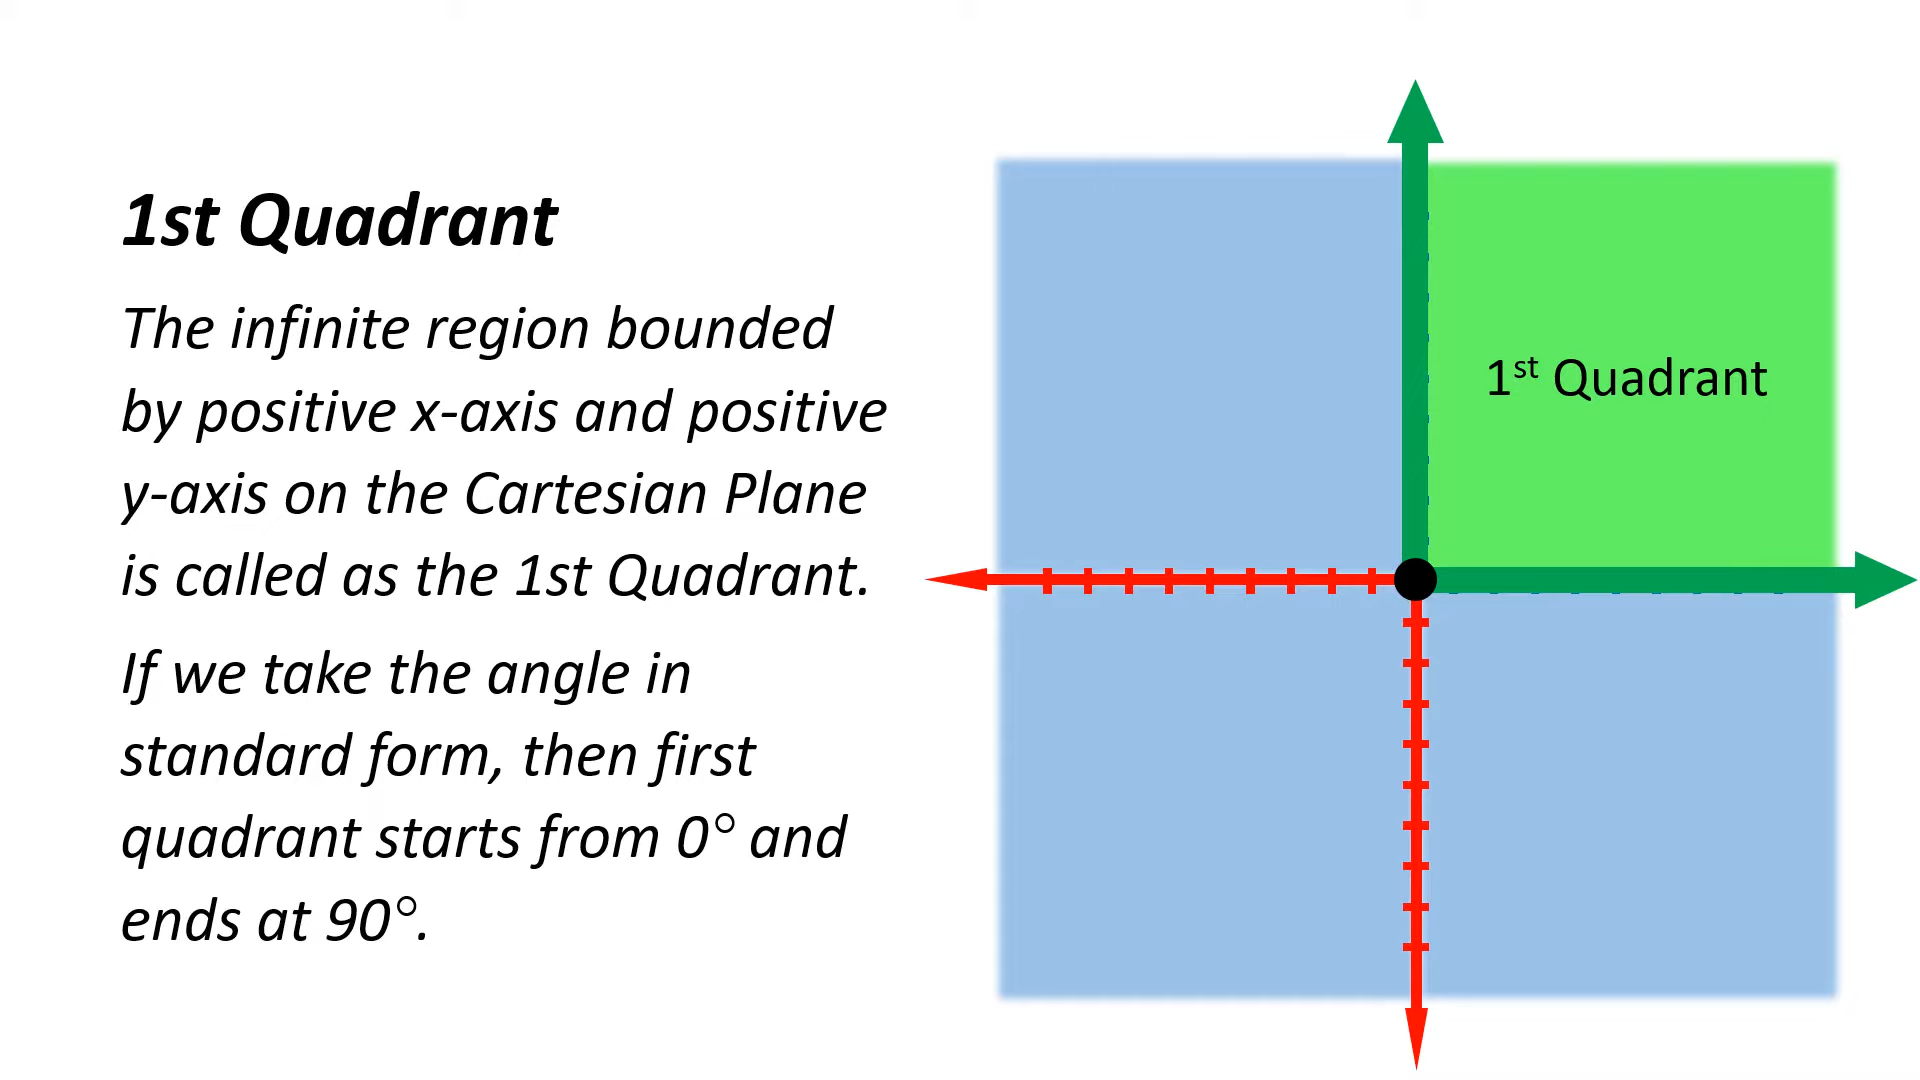 1st Quadrant
The infinite region bounded
by positive x-axis and positive
y-axis on the Cartesian Plane
is called as the 1st Quadrant.
If we take the angle in
standard form, then first
quadrant starts from 0° and
ends at 90°.
1st Quadrant